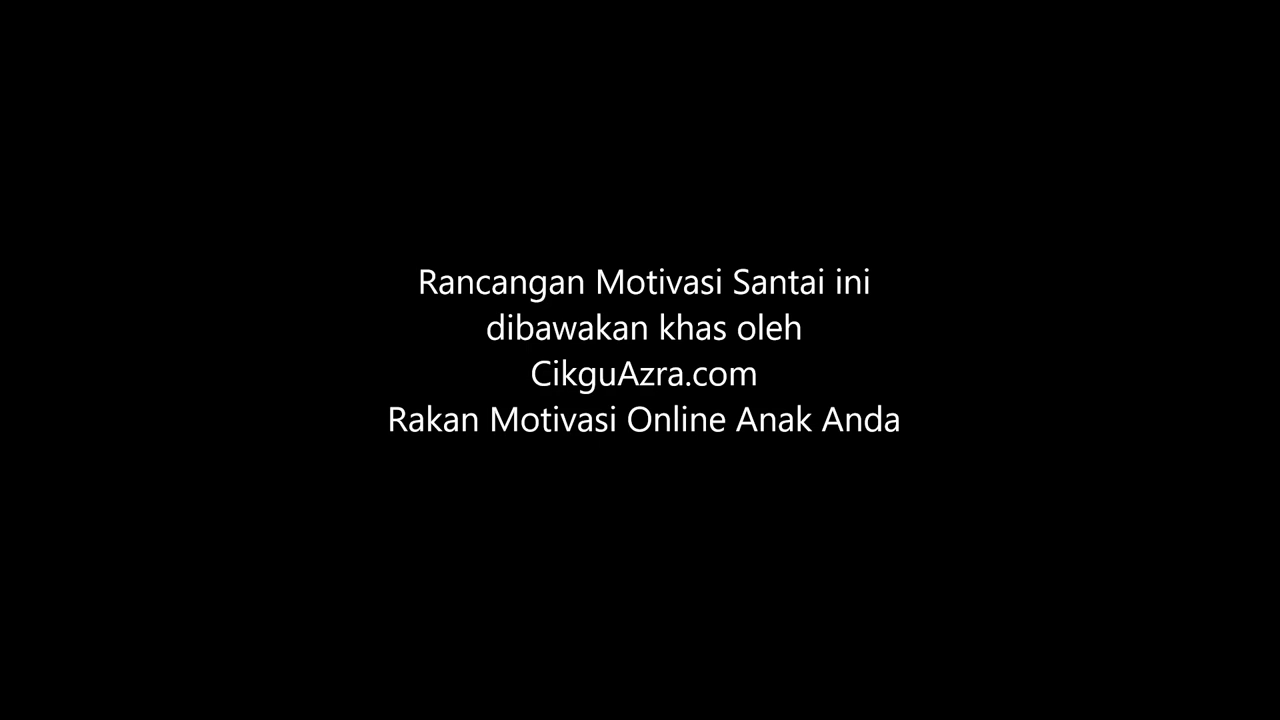 Rancangan Motivasi Santai ini
dibawakan khas oleh
CikguAzra.com
Rakan Motivasi Online Anak Anda